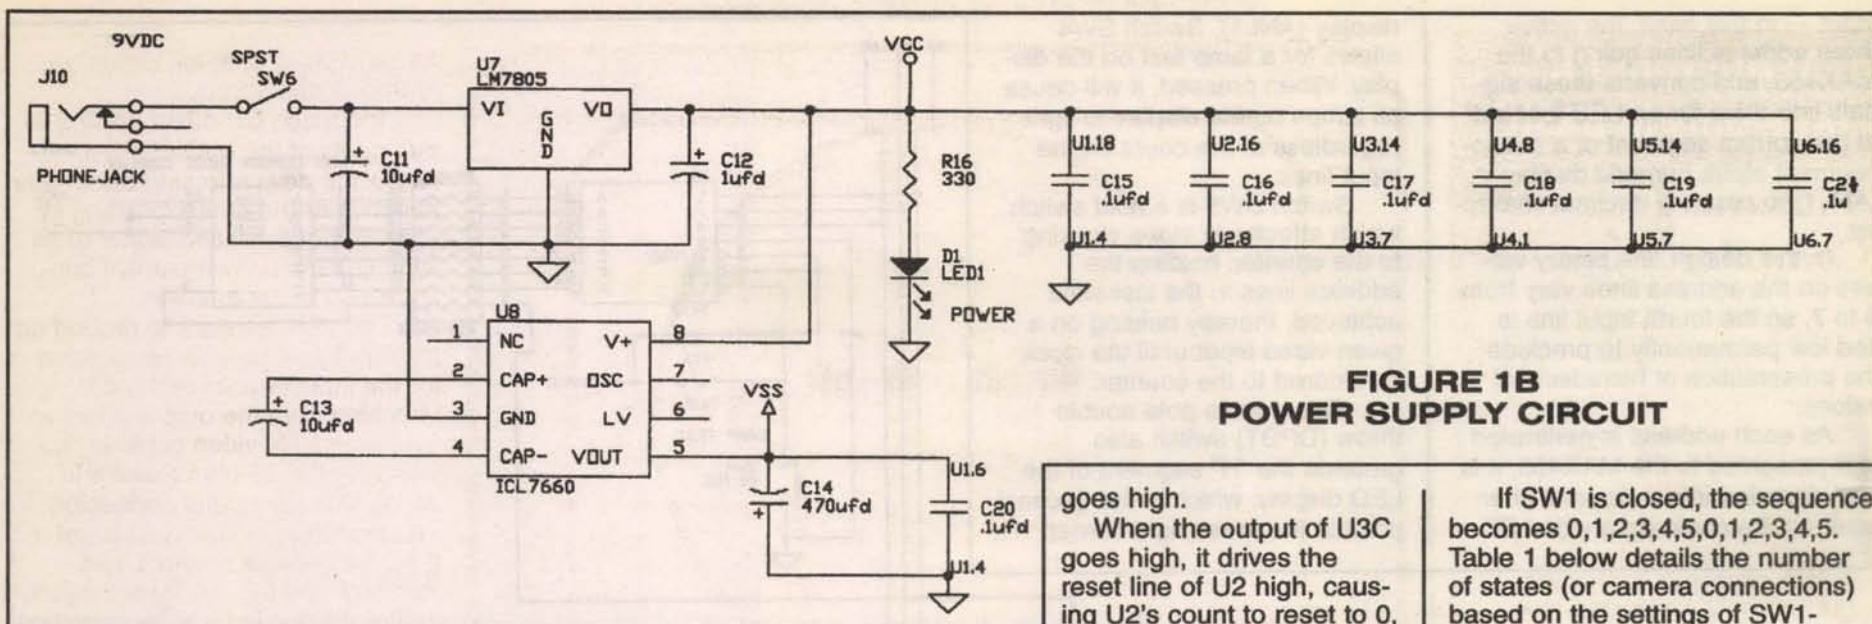 9VDC
J10
SPST
SW6
PHONEJACK
C11
10ufd
U7
LM7805
VI
VO
GND
C12
1ufd
VCC
R16
330
D1
LED1
POWER
U1.18
C15
.1ufd
U1.4
U2.16
C16
.1ufd
U2.8
U3.14
C17
.1ufd
U3.7
U4.8
C18
.1ufd
U4.1
U5.14
C19
.1ufd
U5.7
U6.16
.1u
U6.7
U8
1 NC V+ 8
2 CAP+ OSC 7
3 GND LV 6
4 CAP- VOUT 5
ICL7660
C13
10ufd
VSS
C14
470ufd
U1.6
C20
.1ufd
U1.4
FIGURE 1B
POWER SUPPLY CIRCUIT
goes high.
When the output of U3C
goes high, it drives the
reset line of U2 high, caus-
ing U2's count to reset to 0.
If SW1 is closed, the sequence
becomes 0,1,2,3,4,5,0,1,2,3,4,5.
Table 1 below details the number
of states (or camera connections)
based on the settings of SW1-